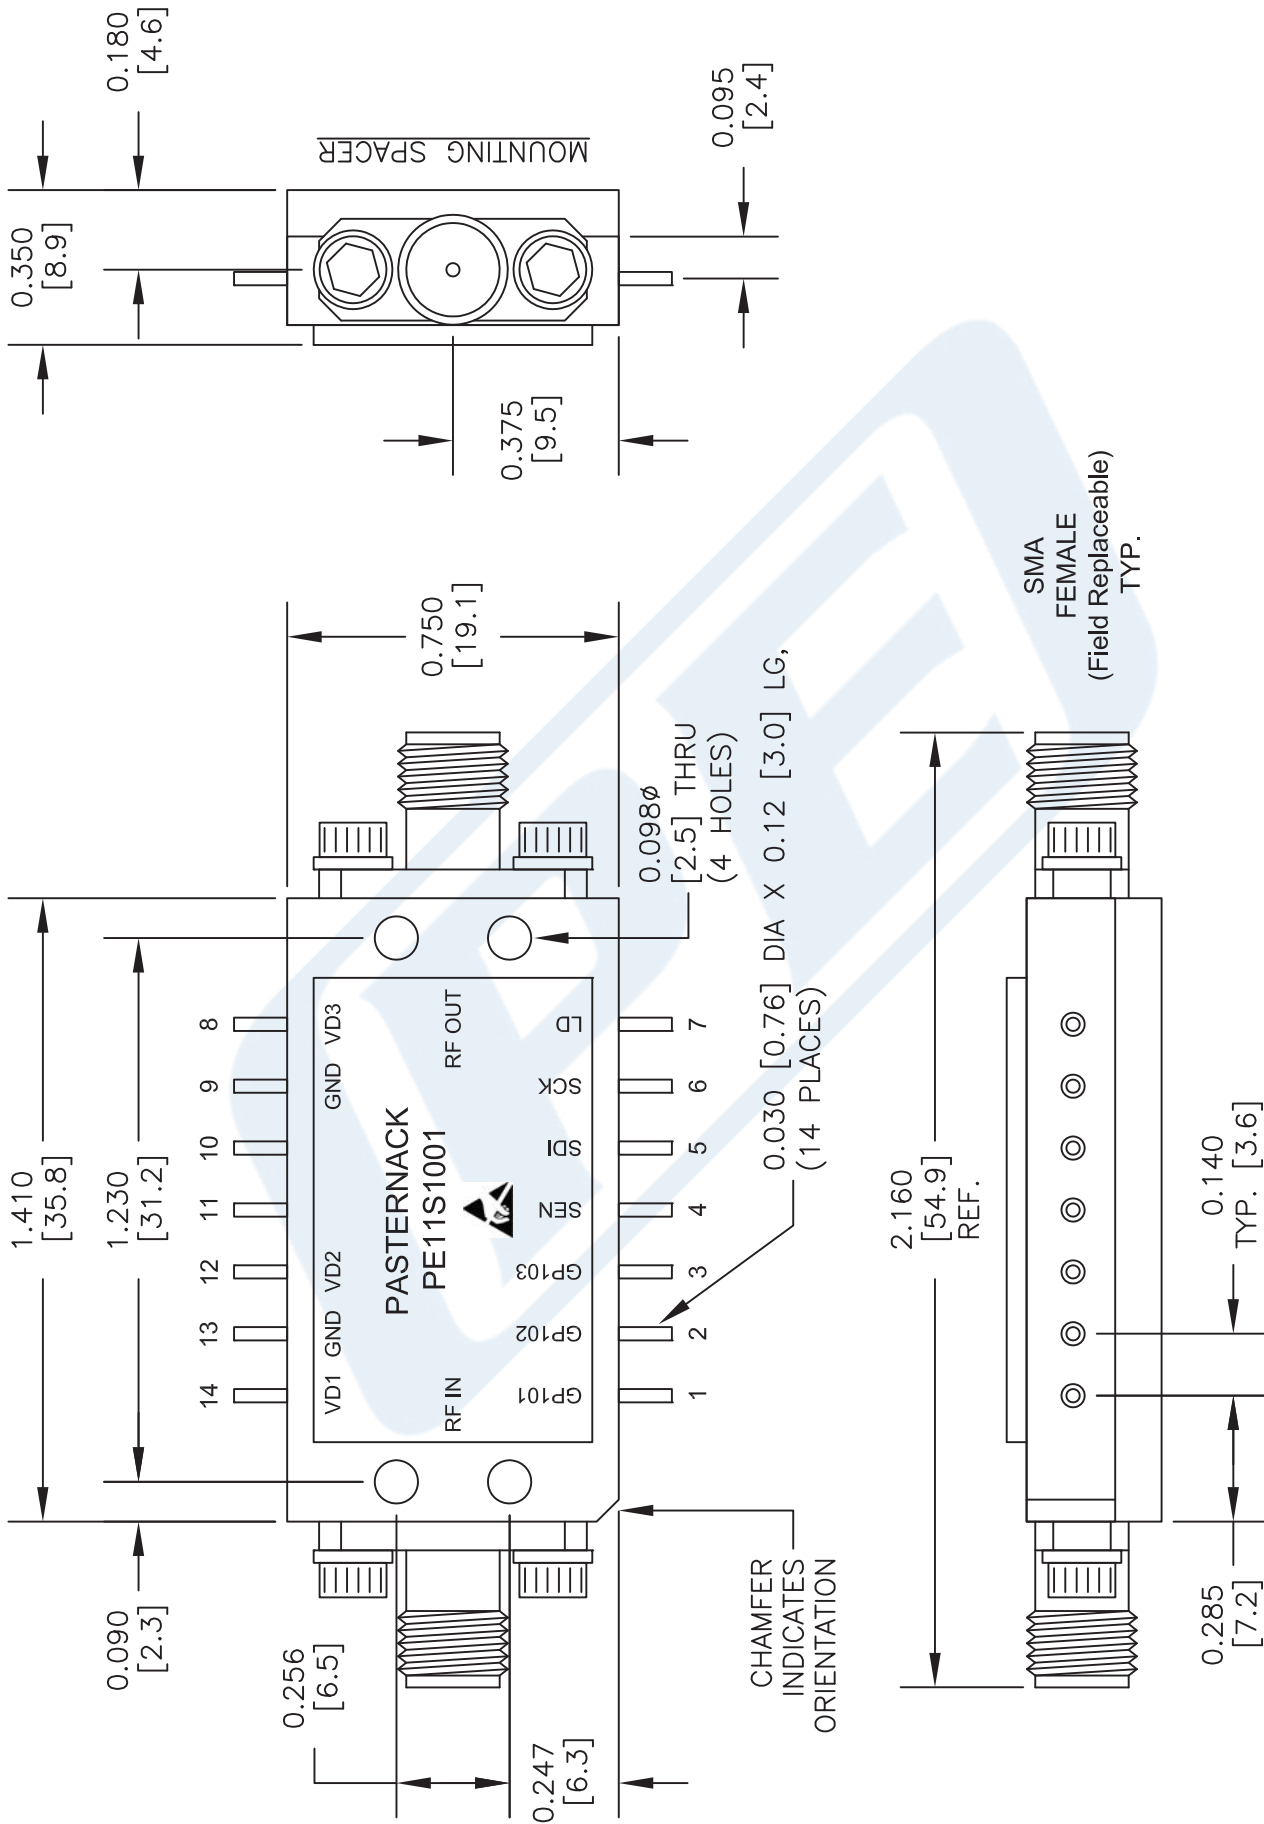 1.410
[35.8]
1.230
[31.2]
0.090
[2.3]
0.256
[6.5]
0.247
[6.3]
0.350
[8.9]
0.180
[4.6]
MOUNTING SPACER
0.095
[2.4]
0.375
[9.5]
0.750
[19.1]
14
13
12
11
10
9
8
VD1
GND
VD2
GND
VD3
PASTERNACK
PE11S1001
RF IN
RF OUT
GP101
GP102
GP103
SEN
SDI
SCK
LD
1
2
3
4
5
6
7
0.098ø
[2.5] THRU
(4 HOLES)
0.030 [0.76] DIA X 0.12 [3.0] LG,
(14 PLACES)
CHAMFER
INDICATES
ORIENTATION
2.160
[54.9]
REF.
SMA
FEMALE
(Field Replaceable)
TYP.
0.285
[7.2]
0.140
TYP. [3.6]
PE